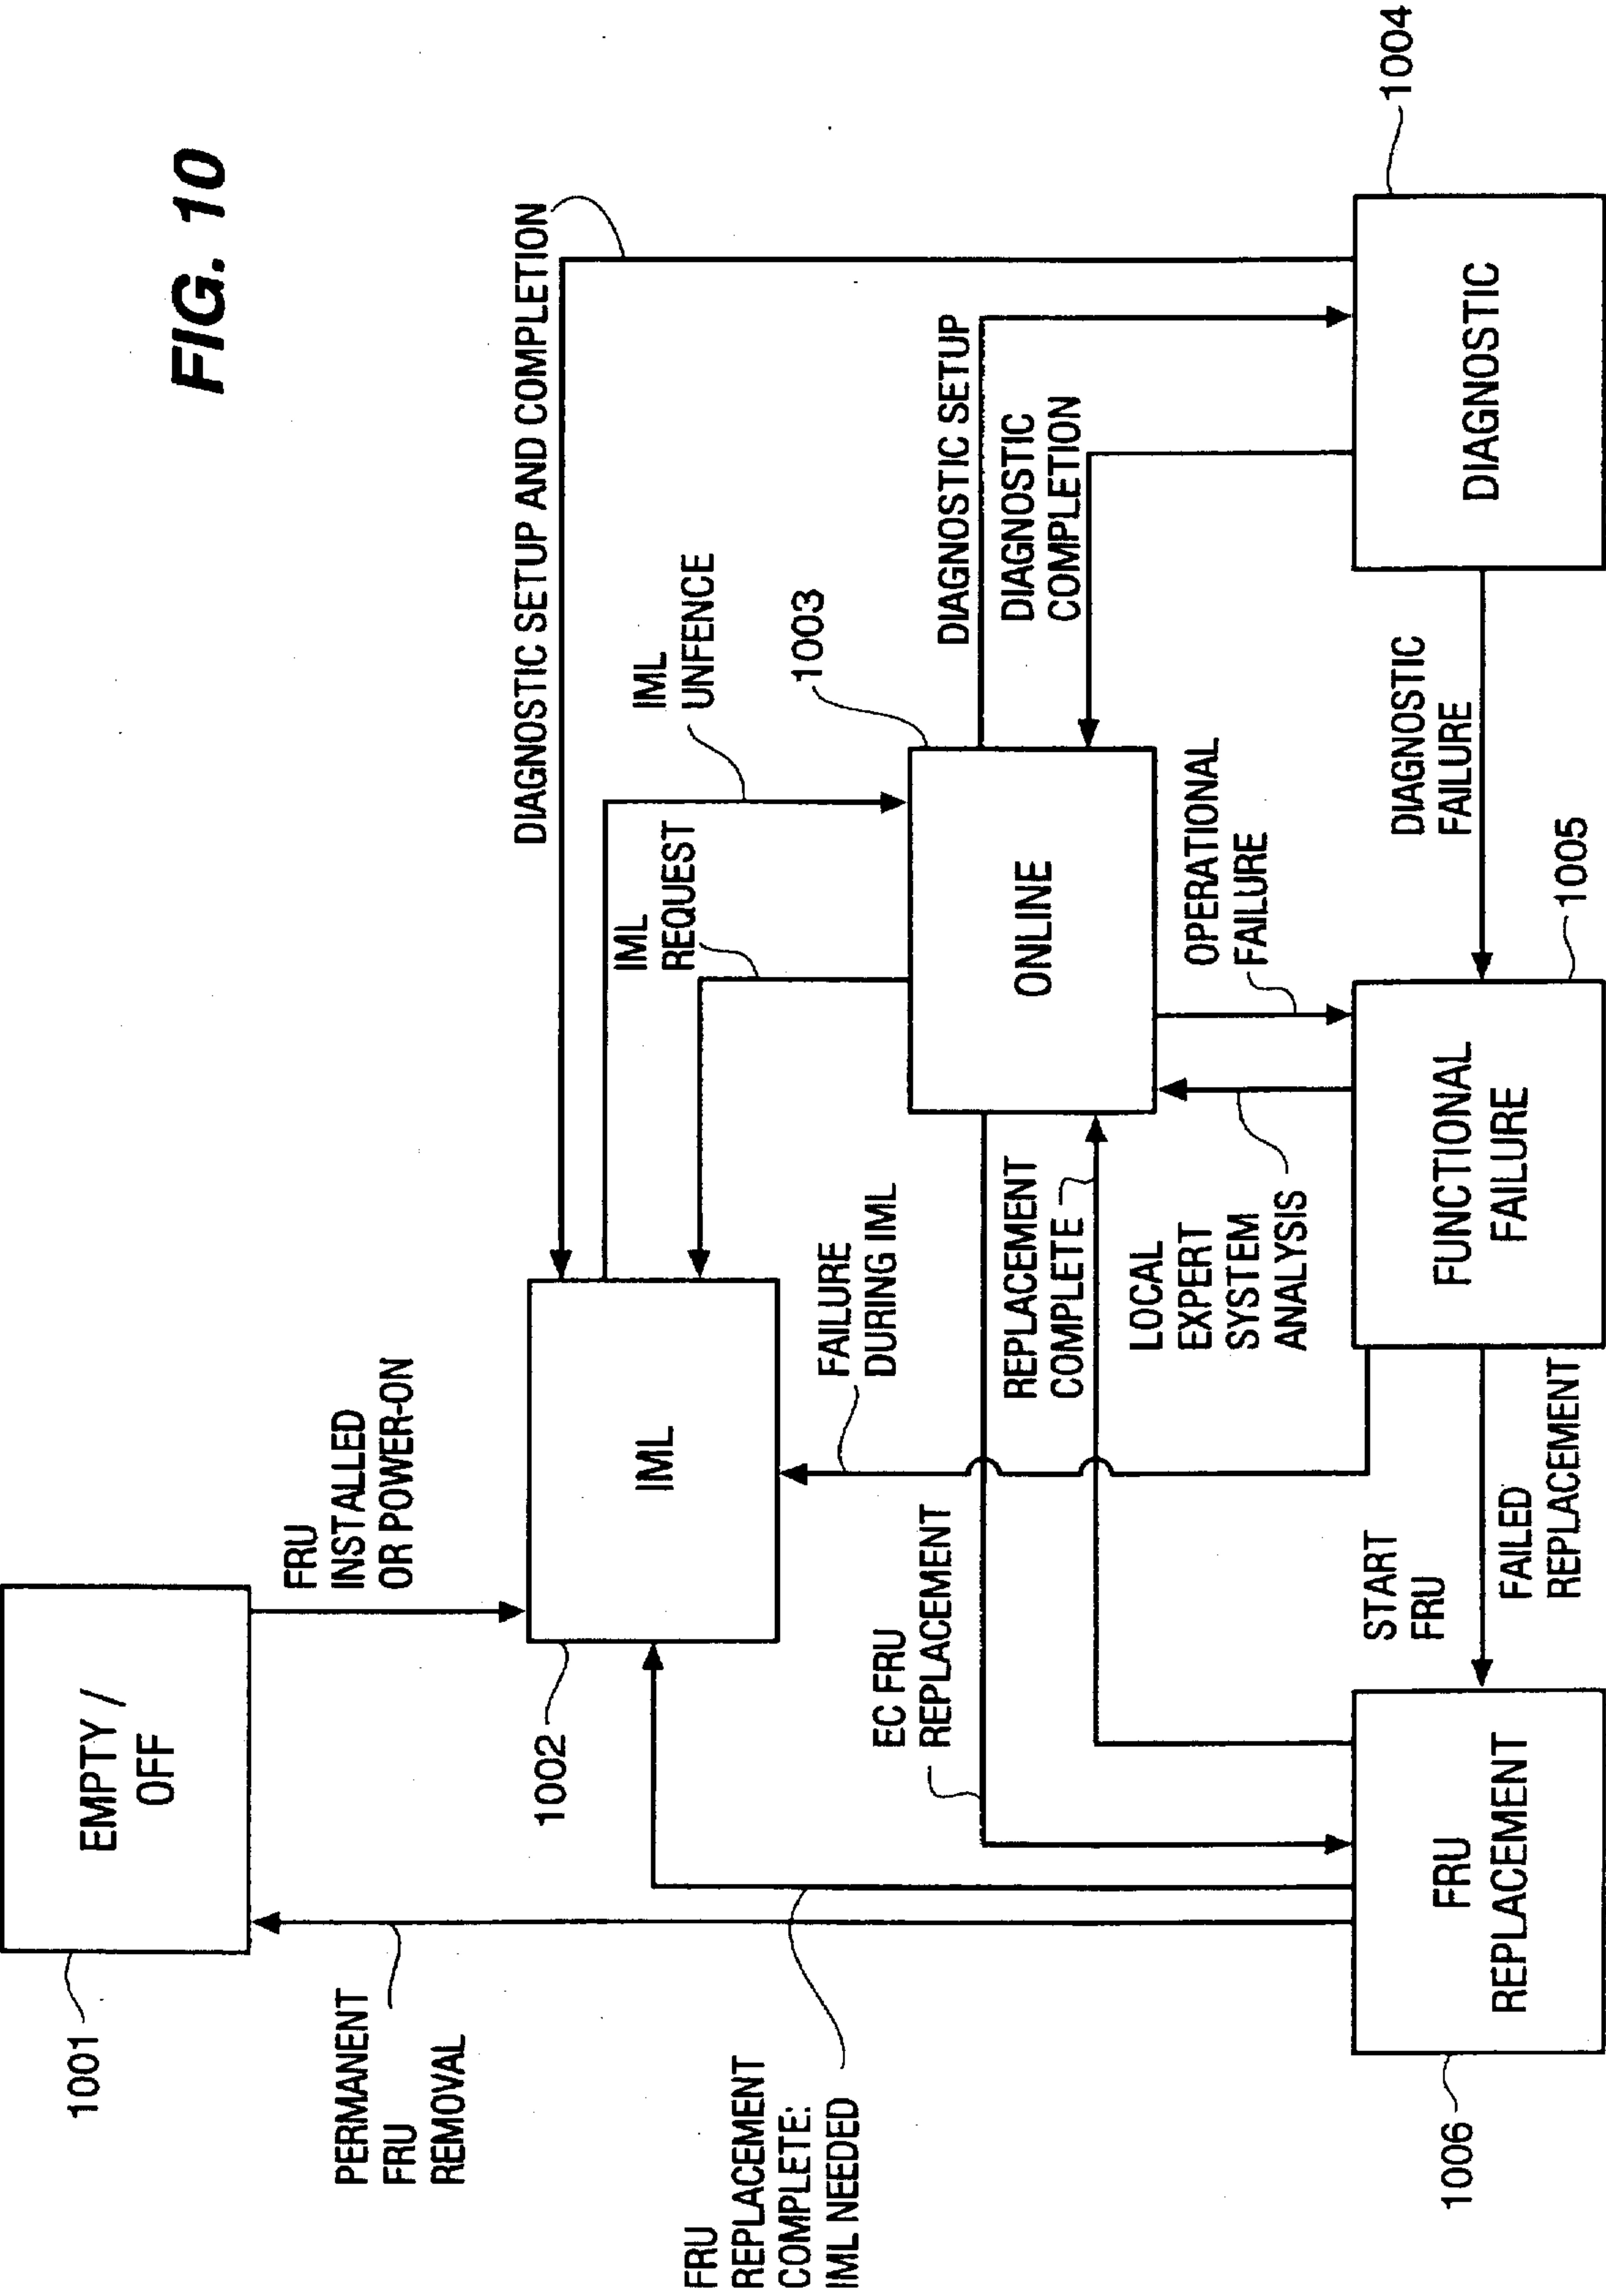 FIG. 10
EMPTY /
OFF
1001
PERMANENT
FRU
REMOVAL
FRU
INSTALLED
OR POWER-ON
DIAGNOSTIC SETUP AND COMPLETION
IML
1002
IML
UNFENCE
IML
REQUEST
FRU
REPLACEMENT
COMPLETE:
IML NEEDED
FAILURE
DURING IML
EC FRU
REPLACEMENT
ONLINE
1003
DIAGNOSTIC SETUP
DIAGNOSTIC
COMPLETION
REPLACEMENT
COMPLETE
LOCAL
EXPERT
SYSTEM
ANALYSIS
OPERATIONAL
FAILURE
START
FRU
FAILED
REPLACEMENT
DIAGNOSTIC
FAILURE
FRU
REPLACEMENT
1006
FUNCTIONAL
FAILURE
1005
DIAGNOSTIC
1004